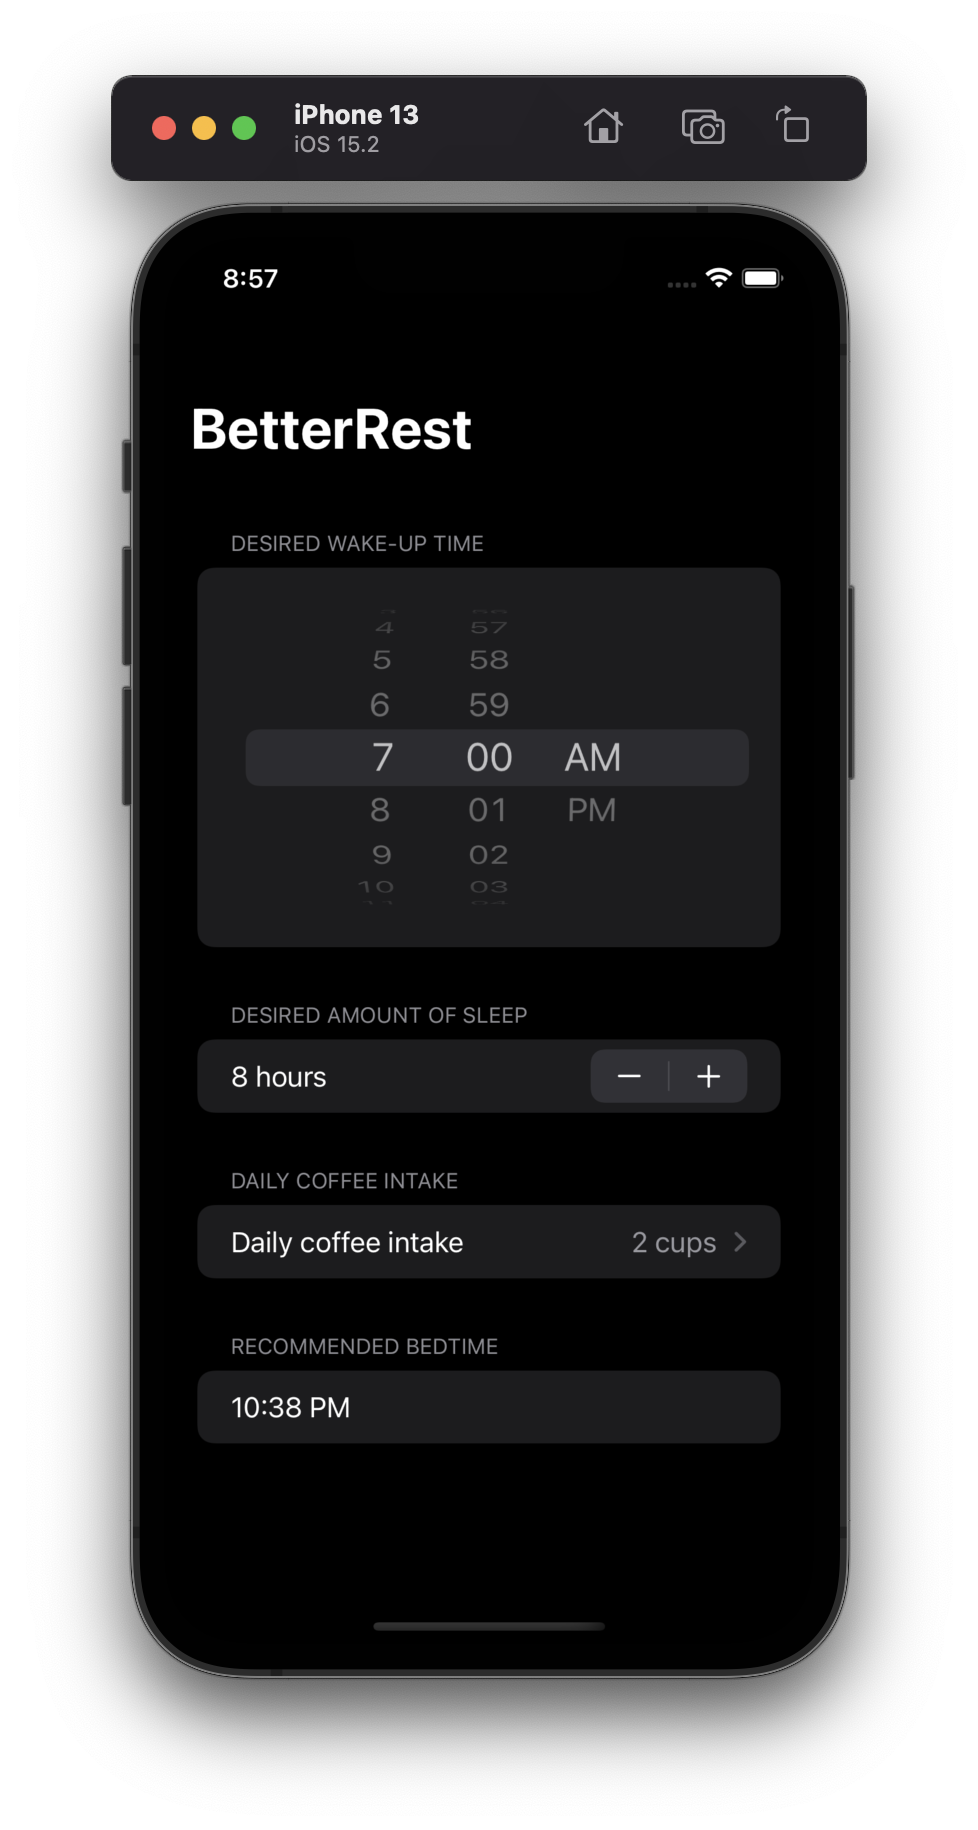 iPhone 13
iOS 15.2
8:57
BetterRest
DESIRED WAKE-UP TIME
4 57
5 58
6 59
7 00 AM
8 01 PM
9 02
10 03
DESIRED AMOUNT OF SLEEP
8 hours
DAILY COFFEE INTAKE
Daily coffee intake 2 cups
RECOMMENDED BEDTIME
10:38 PM